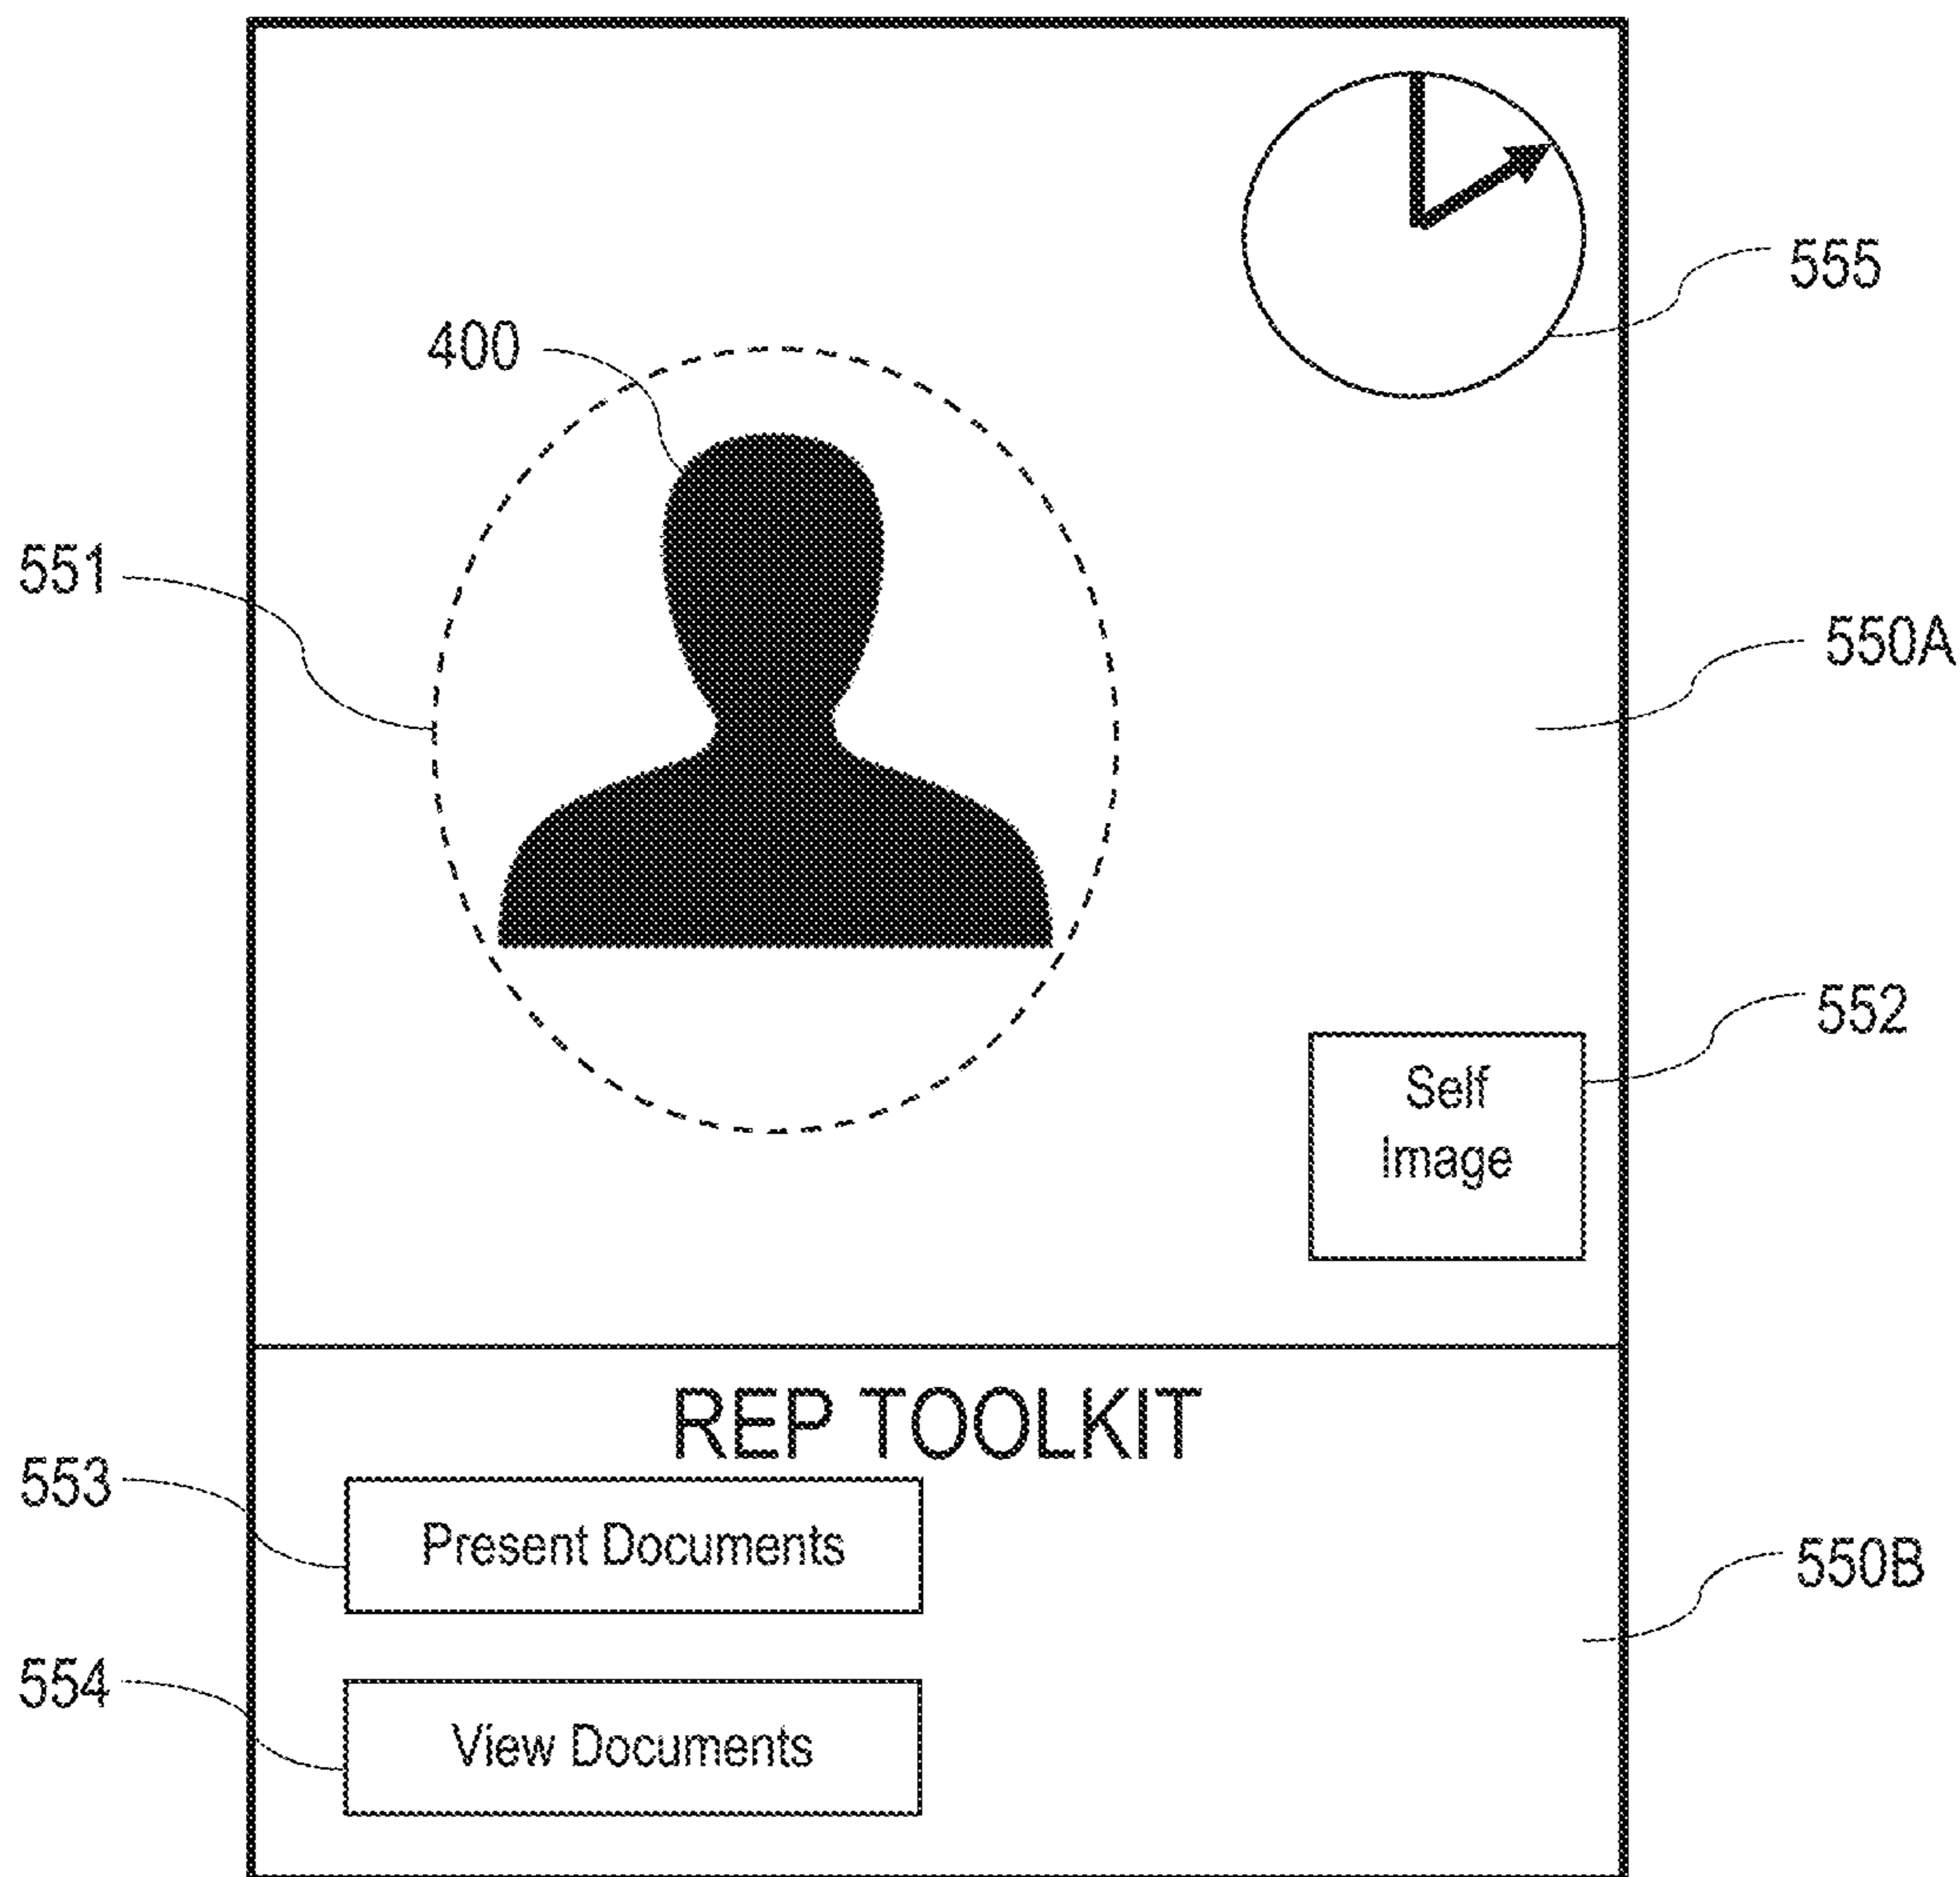 555
400
551
550A
552
Self
Image
REP TOOLKIT
553
Present Documents
550B
554
View Documents